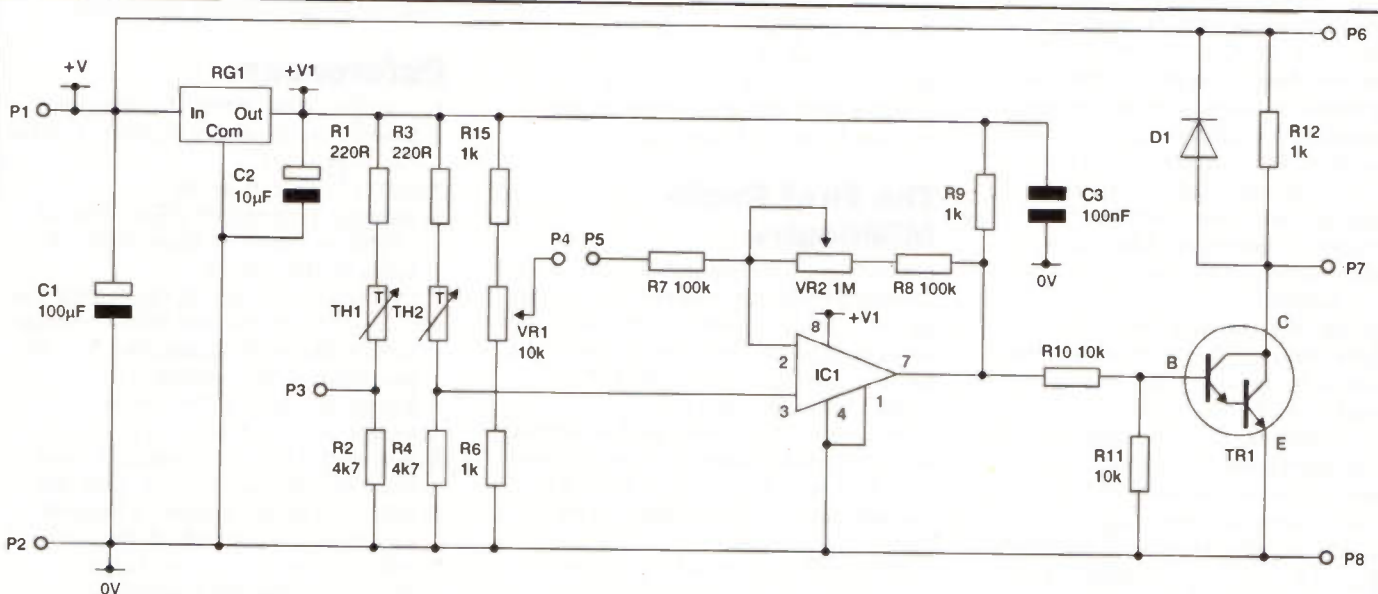 +V
RG1
+V1
P1
In Out
Com
C2
10µF
C1
100µF
R1
220R
R3
220R
R15
1k
TH1
T
TH2
T
VR1
10k
P3
R2
4k7
R4
4k7
R6
1k
P4 P5
R7 100k
VR2 1M
R8 100k
R9
1k
C3
100nF
0V
+V1
8
2
3
IC1
7
4
1
R10 10k
R11
10k
B
C
E
TR1
D1
R12
1k
P6
P7
P8
P2
0V